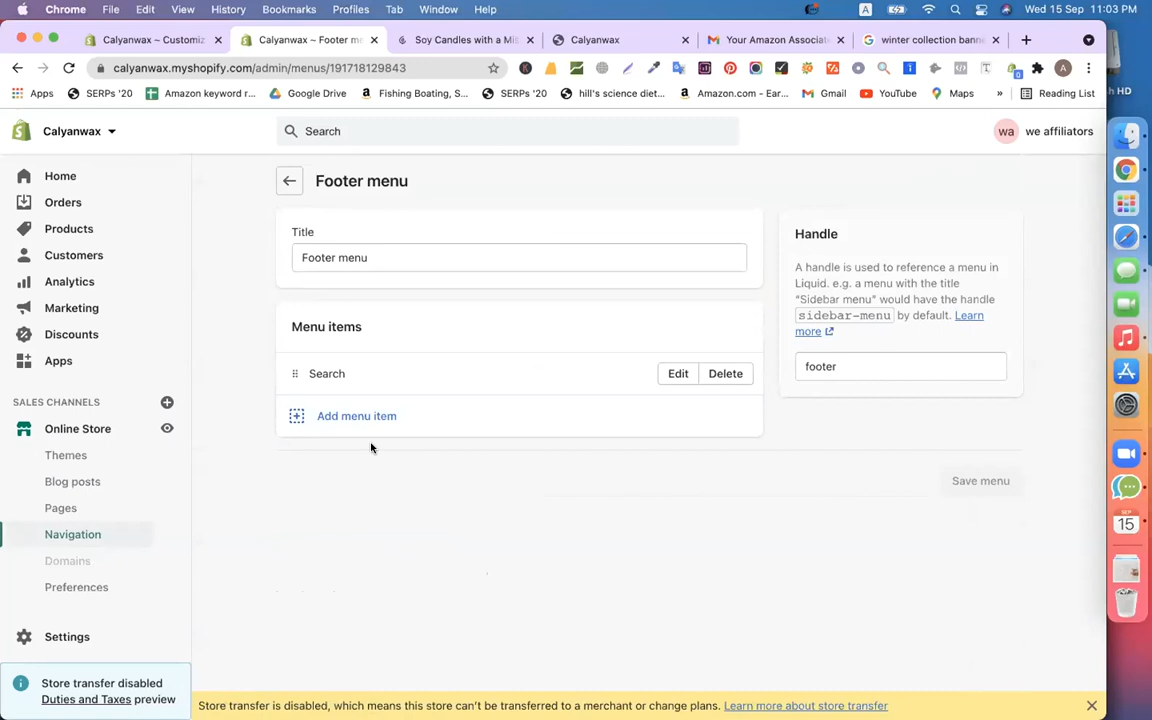 Chrome File Edit View History Bookmarks Profiles Tab Window Help A Wed 15 Sep 11:03 PM
Calyanwax ~ Customiz Calyanwax ~ Footer m Soy Candles with a Mi Calyanwax Your Amazon Associat winter collection bann
calyanwax.myshopify.com/admin/menus/191718129843
Apps SERPs '20 Amazon keyword r... Google Drive Fishing Boating, S... SERPs '20 hill's science diet... Amazon.com - Ear... Gmail YouTube Maps » Reading List
Calyanwax Search wa we affiliators
Home
Orders
Products
Customers
Analytics
Marketing
Discounts
Apps
SALES CHANNELS
Online Store
Themes
Blog posts
Pages
Navigation
Domains
Preferences
Settings
Store transfer disabled
Duties and Taxes preview
Footer menu
Title
Footer menu
Menu items
Search Edit Delete
Add menu item
Handle
A handle is used to reference a menu in
Liquid. e.g. a menu with the title
“Sidebar menu” would have the handle
sidebar-menu by default. Learn
more
footer
Save menu
Store transfer is disabled, which means this store can't be transferred to a merchant or change plans. Learn more about store transfer
h HD
SEP
15